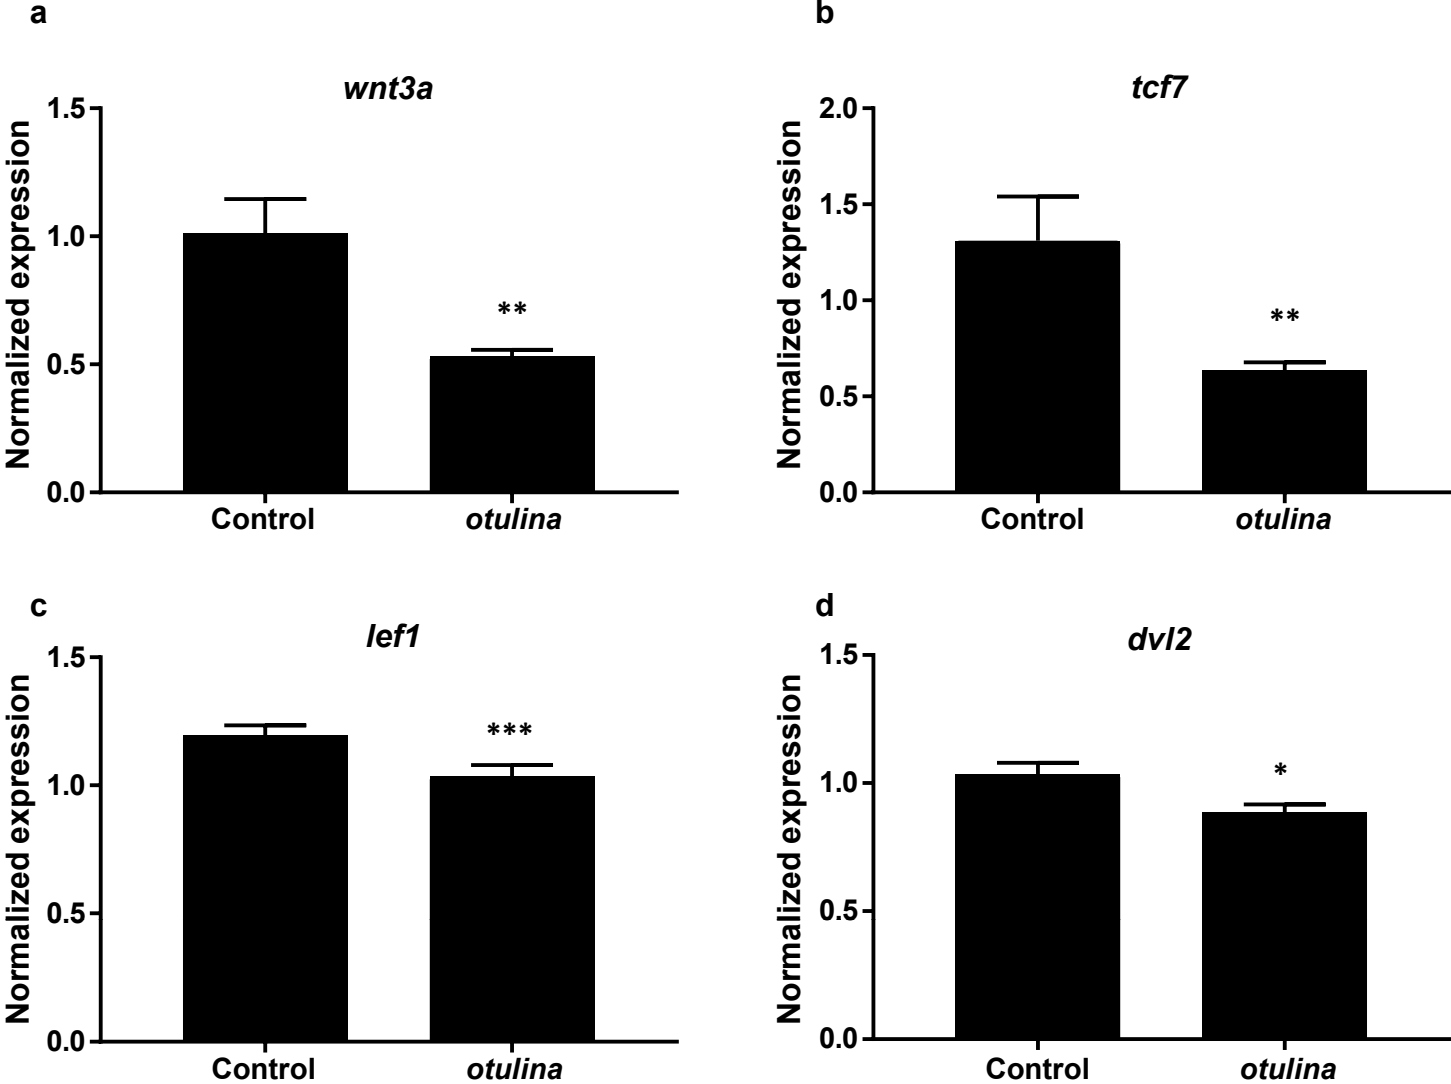 a
wnt3a
Normalized expression
1.5
1.0
0.5
0.0
**
Control
otulina
b
tcf7
Normalized expression
2.0
1.5
1.0
0.5
0.0
**
Control
otulina
c
lef1
Normalized expression
1.5
1.0
0.5
0.0
***
Control
otulina
d
dvl2
Normalized expression
1.5
1.0
0.5
0.0
*
Control
otulina